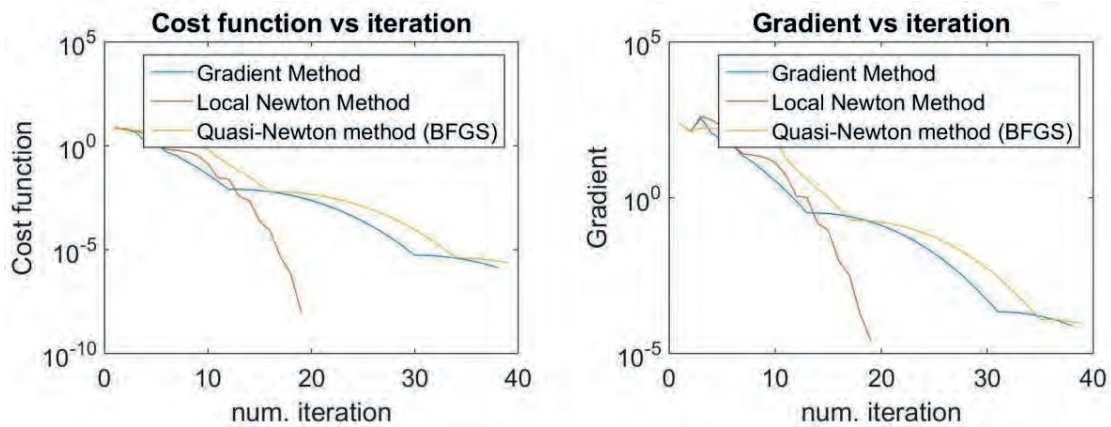 Cost function vs iteration
10^5
10^0
10^-5
10^-10
Cost function
Gradient Method
Local Newton Method
Quasi-Newton method (BFGS)
0 10 20 30 40
num. iteration
Gradient vs iteration
10^5
10^0
10^-5
Gradient
Gradient Method
Local Newton Method
Quasi-Newton method (BFGS)
0 10 20 30 40
num. iteration